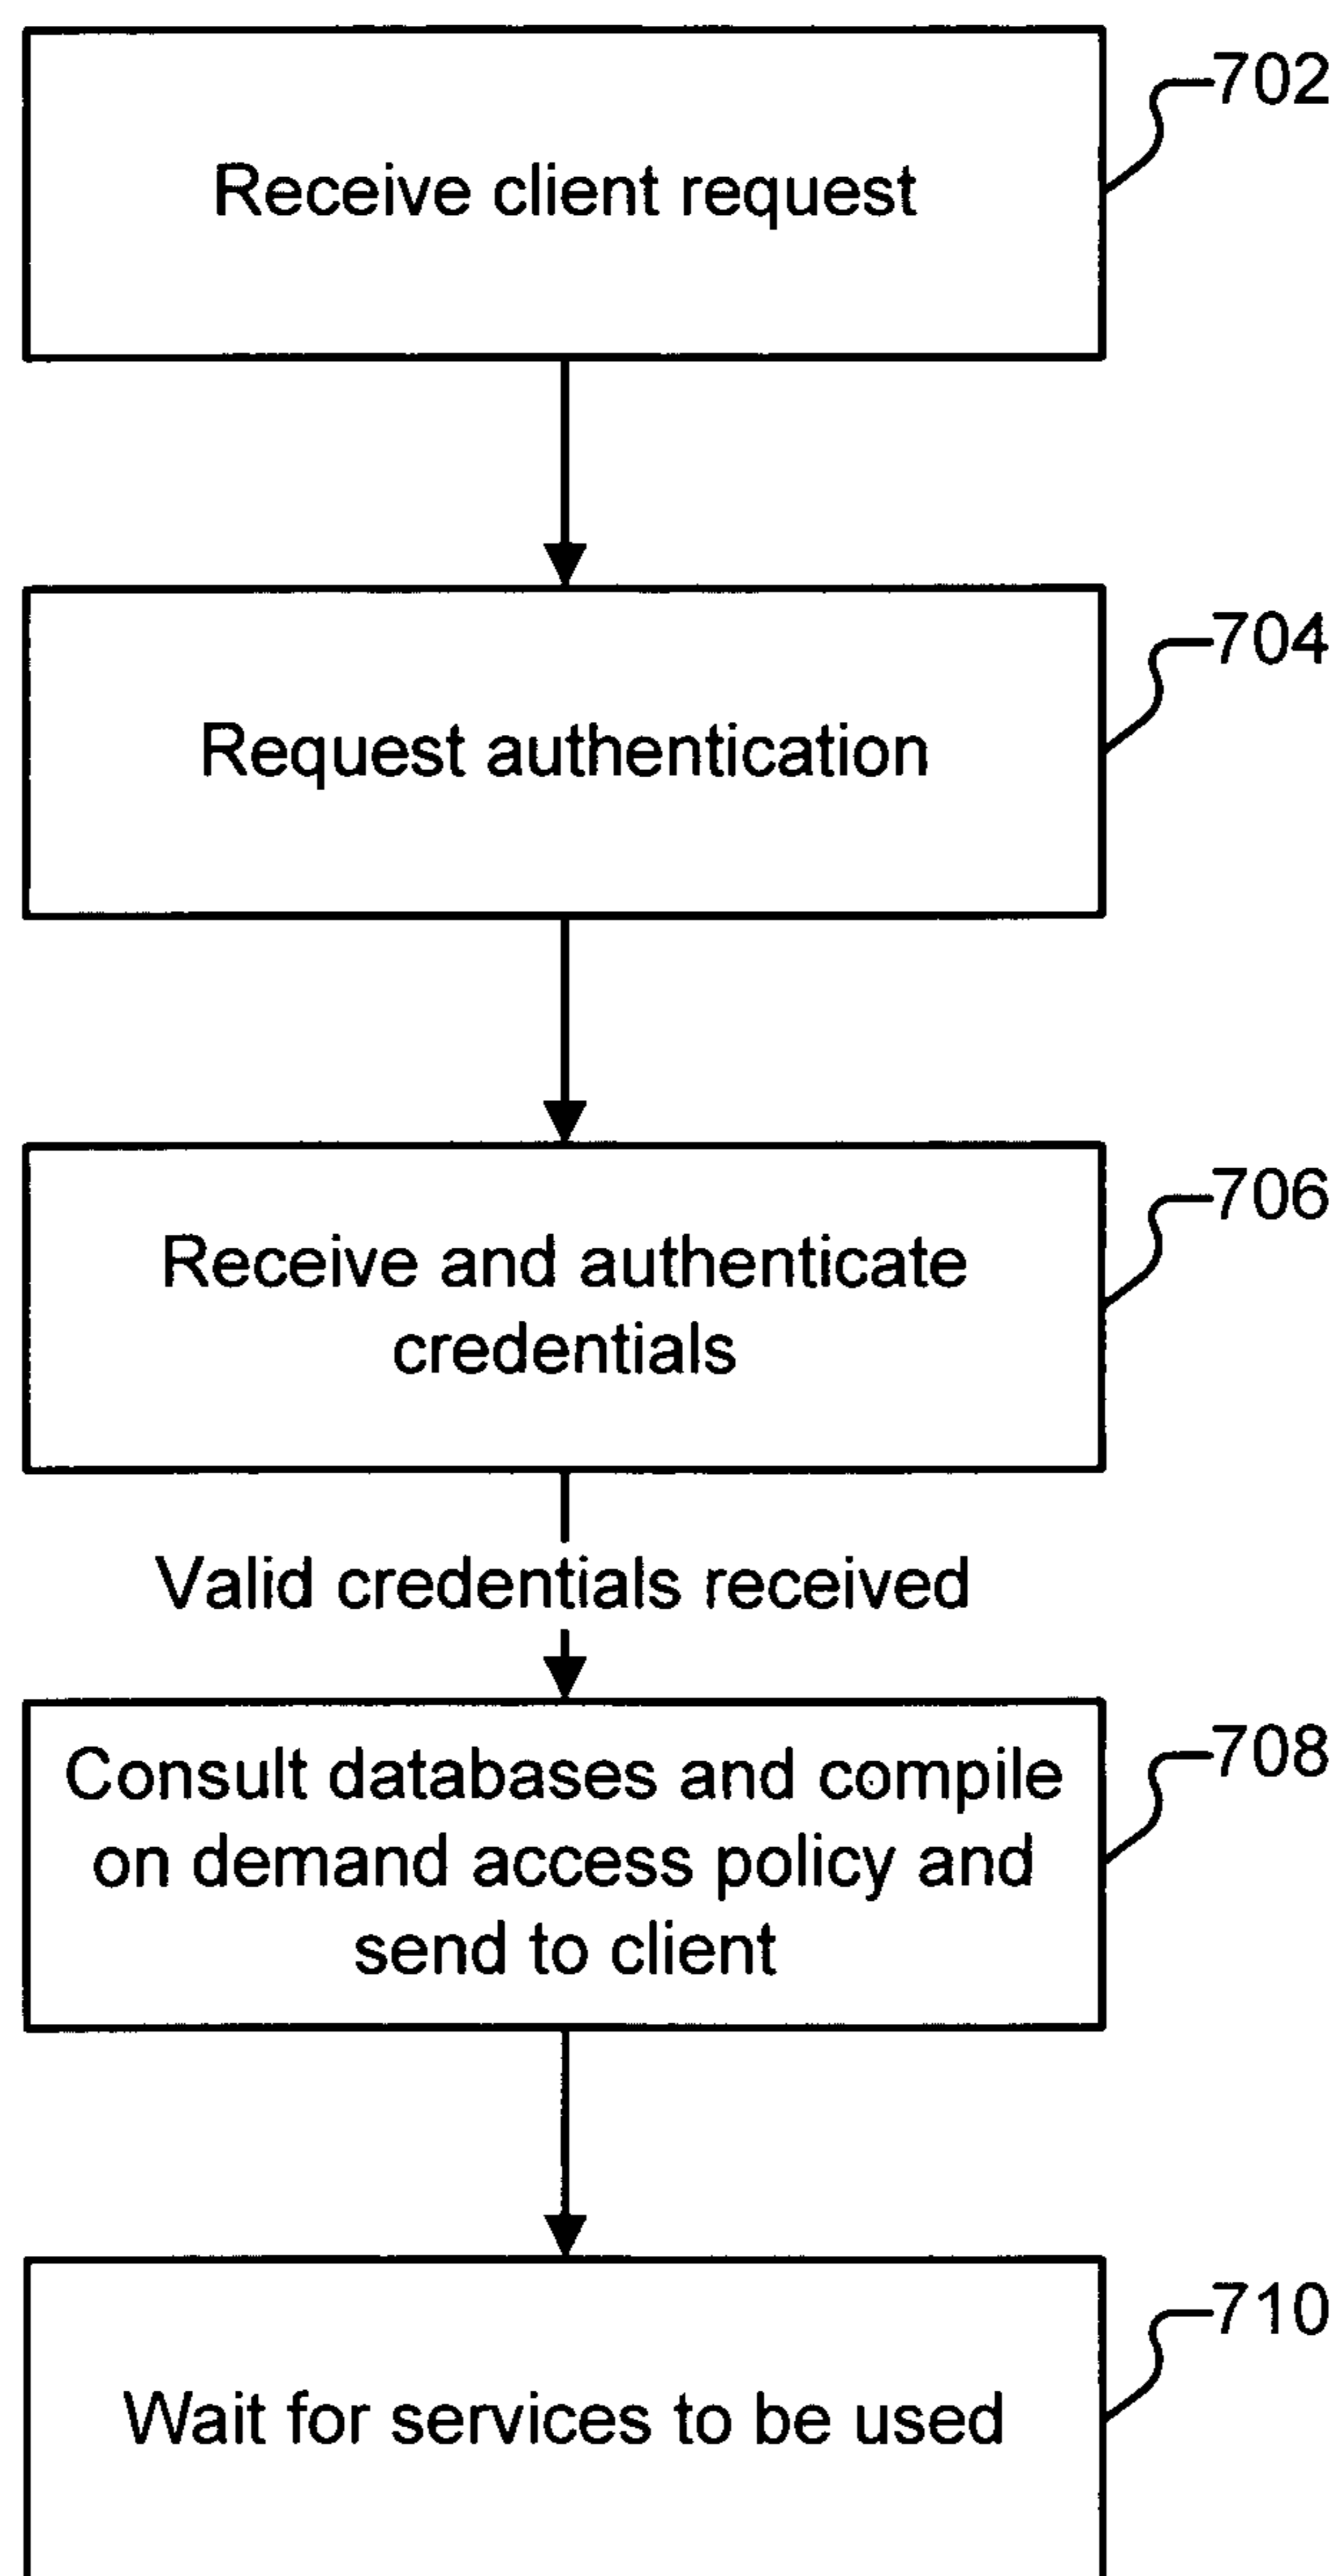 702
Receive client request
704
Request authentication
706
Receive and authenticate
credentials
Valid credentials received
708
Consult databases and compile
on demand access policy and
send to client
710
Wait for services to be used